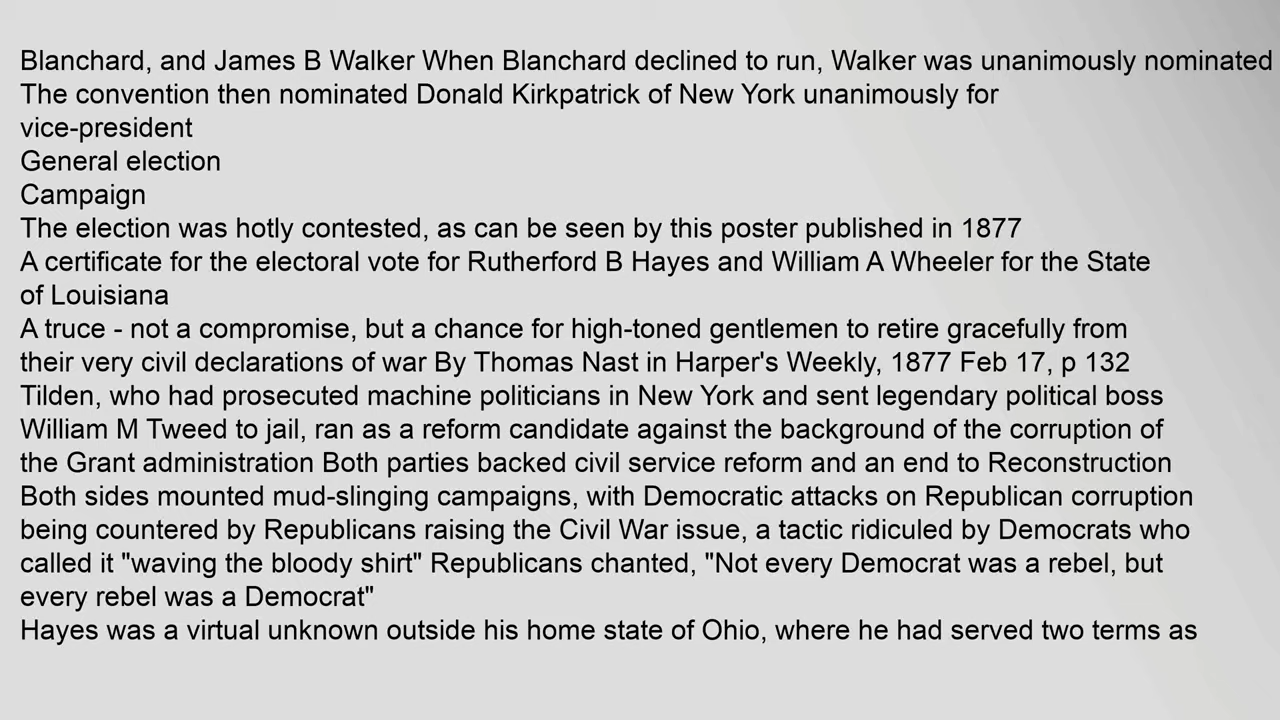 Blanchard, and James B Walker When Blanchard declined to run, Walker was unanimously nominated
The convention then nominated Donald Kirkpatrick of New York unanimously for
vice-president
General election
Campaign
The election was hotly contested, as can be seen by this poster published in 1877
A certificate for the electoral vote for Rutherford B Hayes and William A Wheeler for the State
of Louisiana
A truce - not a compromise, but a chance for high-toned gentlemen to retire gracefully from
their very civil declarations of war By Thomas Nast in Harper's Weekly, 1877 Feb 17, p 132
Tilden, who had prosecuted machine politicians in New York and sent legendary political boss
William M Tweed to jail, ran as a reform candidate against the background of the corruption of
the Grant administration Both parties backed civil service reform and an end to Reconstruction
Both sides mounted mud-slinging campaigns, with Democratic attacks on Republican corruption
being countered by Republicans raising the Civil War issue, a tactic ridiculed by Democrats who
called it "waving the bloody shirt" Republicans chanted, "Not every Democrat was a rebel, but
every rebel was a Democrat"
Hayes was a virtual unknown outside his home state of Ohio, where he had served two terms as